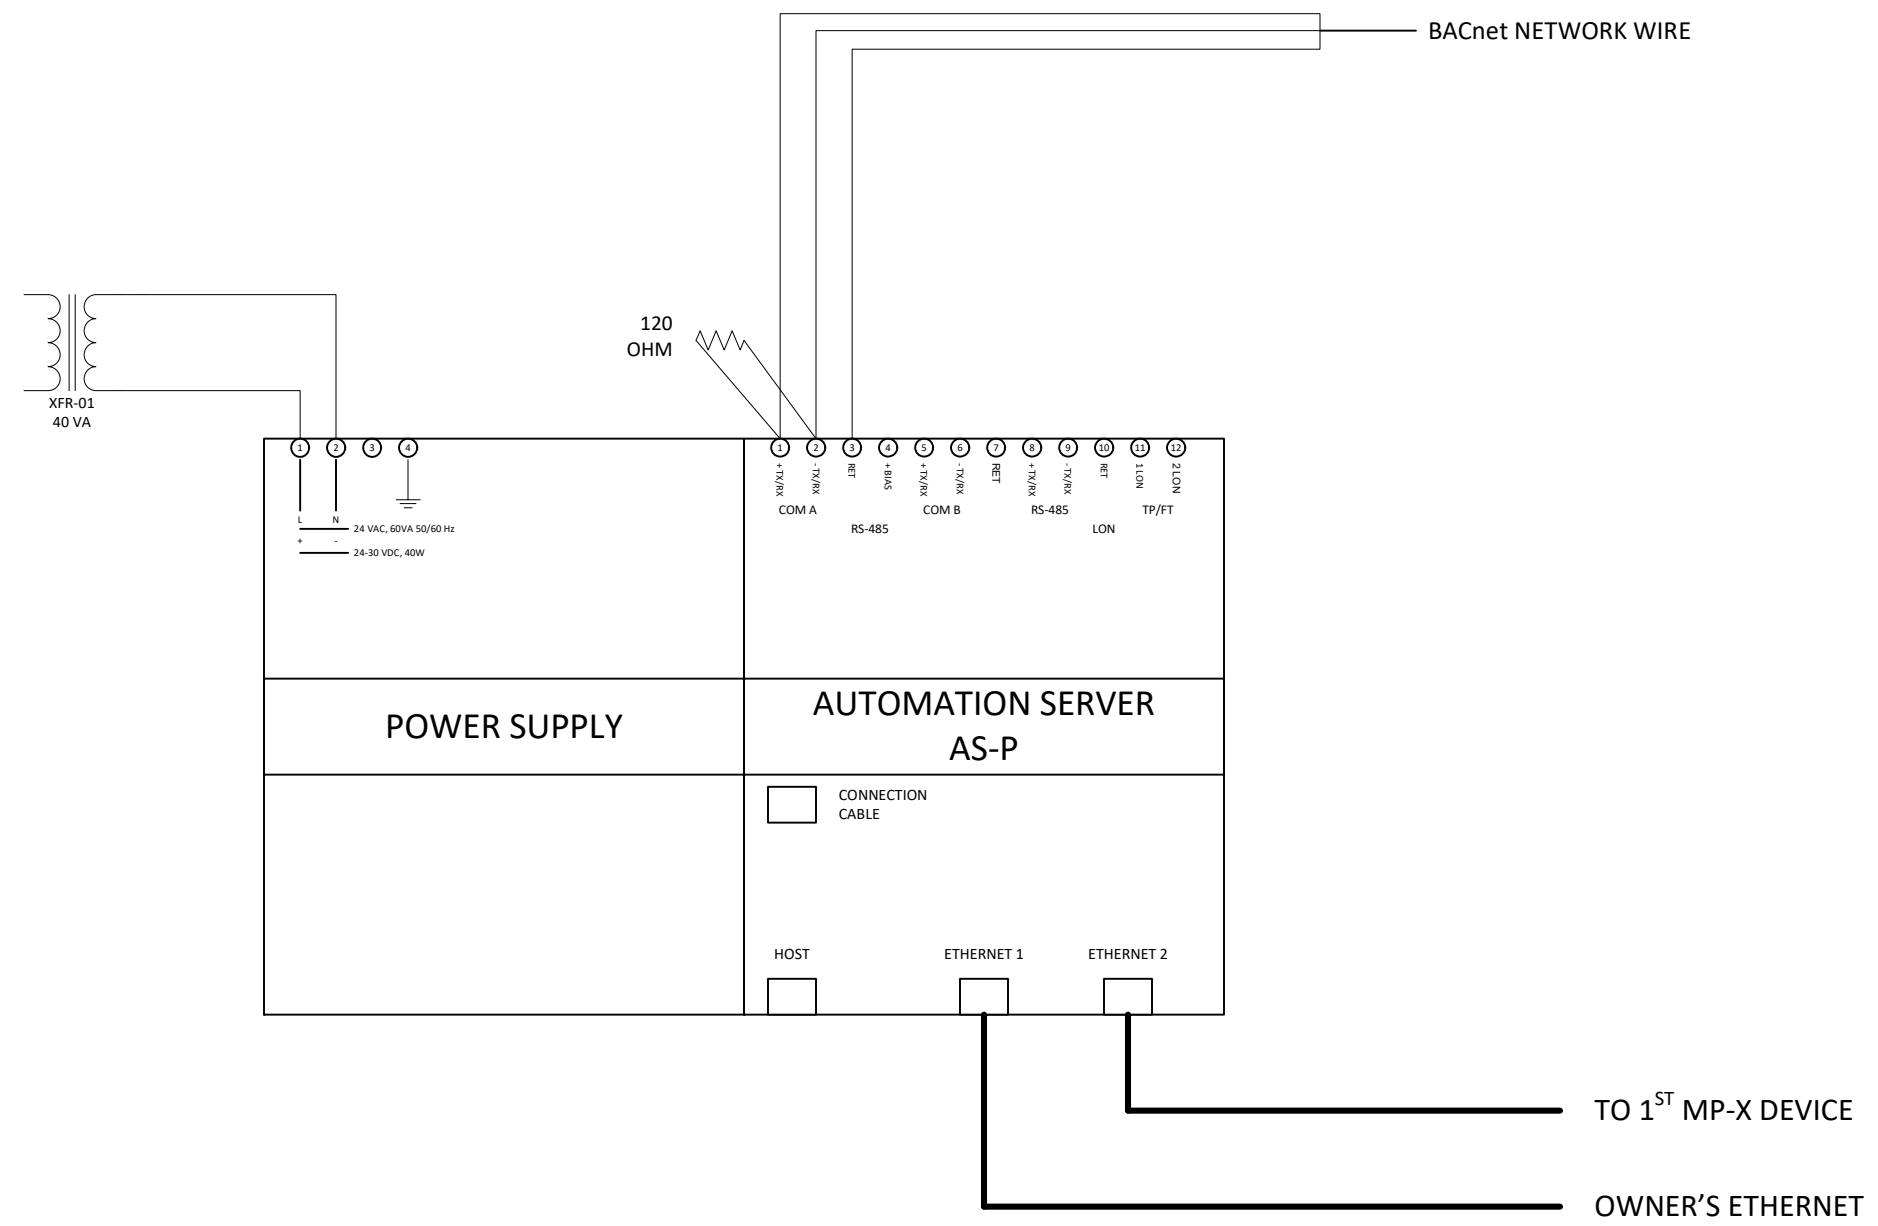 BACnet NETWORK WIRE
120
OHM
XFR-01
40 VA
1 2 3 4
L N
24 VAC, 60VA 50/60 Hz
+ -
24-30 VDC, 40W
1 2 3 4 5 6 7 8 9 10 11 12
+ TX/RX
- TX/RX
RET
+ BIAS
+ TX/RX
- TX/RX
RET
+ TX/RX
- TX/RX
RET
1 LON
2 LON
COM A COM B RS-485 TP/FT
RS-485 LON
POWER SUPPLY
AUTOMATION SERVER
AS-P
CONNECTION
CABLE
HOST ETHERNET 1 ETHERNET 2
TO 1ST MP-X DEVICE
OWNER’S ETHERNET